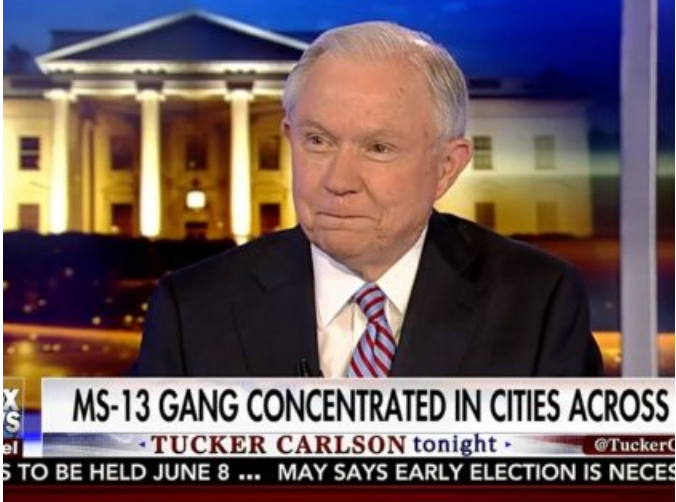 MS-13 GANG CONCENTRATED IN CITIES ACROSS
TUCKER CARLSON tonight
@TuckerC
S TO BE HELD JUNE 8 ... MAY SAYS EARLY ELECTION IS NECES